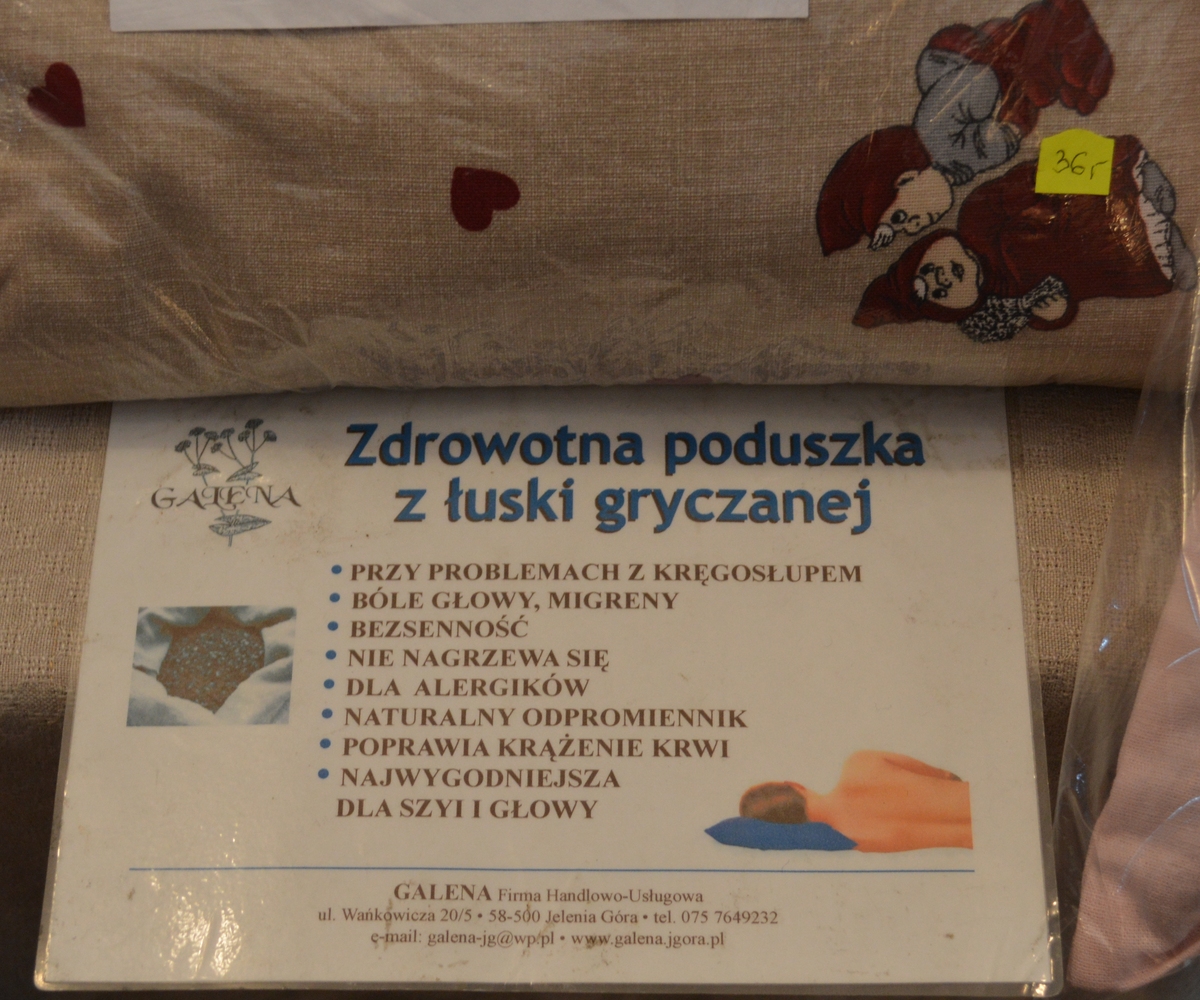 36,-
GALENA
Zdrowotna poduszka
z łuski gryczanej
• PRZY PROBLEMACH Z KRĘGOSŁUPEM
• BÓLE GŁOWY, MIGRENY
• BEZSENNOŚĆ
• NIE NAGRZEWA SIĘ
• DLA ALERGIKÓW
• NATURALNY ODPROMIENNIK
• POPRAWIA KRĄŻENIE KRWI
• NAJWYGODNIEJSZA
DLA SZYI I GŁOWY
GALENA Firma Handlowo-Usługowa
ul. Wańkowicza 20/5 • 58-500 Jelenia Góra • tel. 075 7649232
e-mail: galena-jg@wp.pl • www.galena.jgora.pl